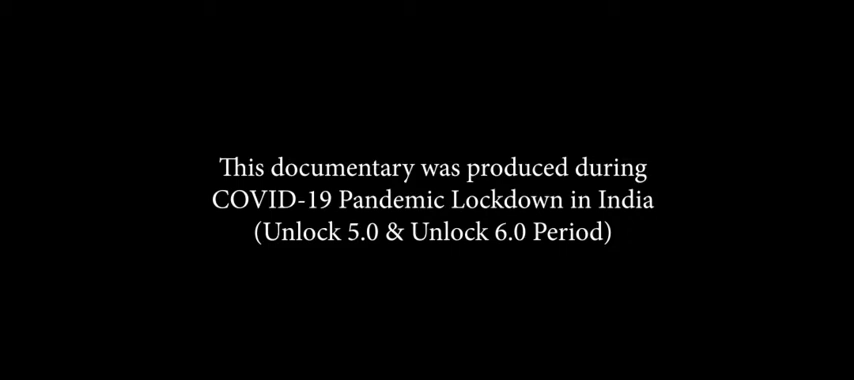 This documentary was produced during
COVID-19 Pandemic Lockdown in India
(Unlock 5.0 & Unlock 6.0 Period)